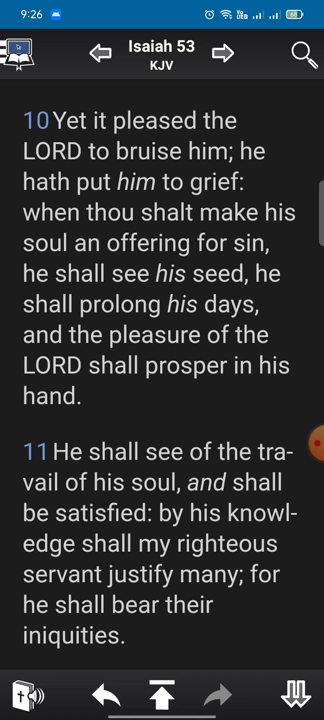 9:26
Isaiah 53
KJV
10 Yet it pleased the
LORD to bruise him; he
hath put him to grief:
when thou shalt make his
soul an offering for sin,
he shall see his seed, he
shall prolong his days,
and the pleasure of the
LORD shall prosper in his
hand.
11 He shall see of the tra-
vail of his soul, and shall
be satisfied: by his knowl-
edge shall my righteous
servant justify many; for
he shall bear their
iniquities.